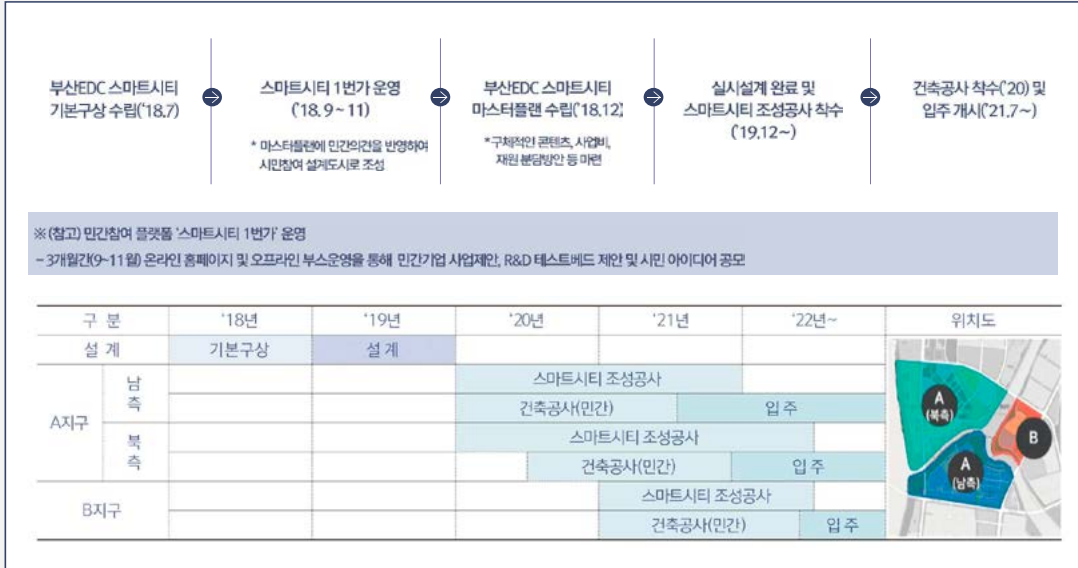 부산EDC 스마트시티
기본구상 수립('18.7)
스마트시티 1번가 운영
('18. 9 ~ 11)
* 마스터플랜에 민간의견을 반영하여
시민참여 설계도시로 조성
부산EDC 스마트시티
마스터플랜 수립('18.12)
*구체적인 콘텐츠, 사업비,
재원 분담방안 등 마련
실시설계 완료 및
스마트시티 조성공사 착수
('19.12~)
건축공사 착수('20) 및
입주 개시('21.7~)
※ (참고) 민간참여 플랫폼 '스마트시티 1번가' 운영
- 3개월간(9~11월) 온라인 홈페이지 및 오프라인 부스운영을 통해 민간기업 사업제안, R&D 테스트베드 제안 및 시민 아이디어 공모
구 분 '18년 '19년 '20년 '21년 '22년~ 위치도
설 계 기본구상 설 계
A지구 남측 스마트시티 조성공사
건축공사(민간) 입 주
북측 스마트시티 조성공사
건축공사(민간) 입 주
B지구 스마트시티 조성공사
건축공사(민간) 입 주
A
(북측)
B
A
(남측)